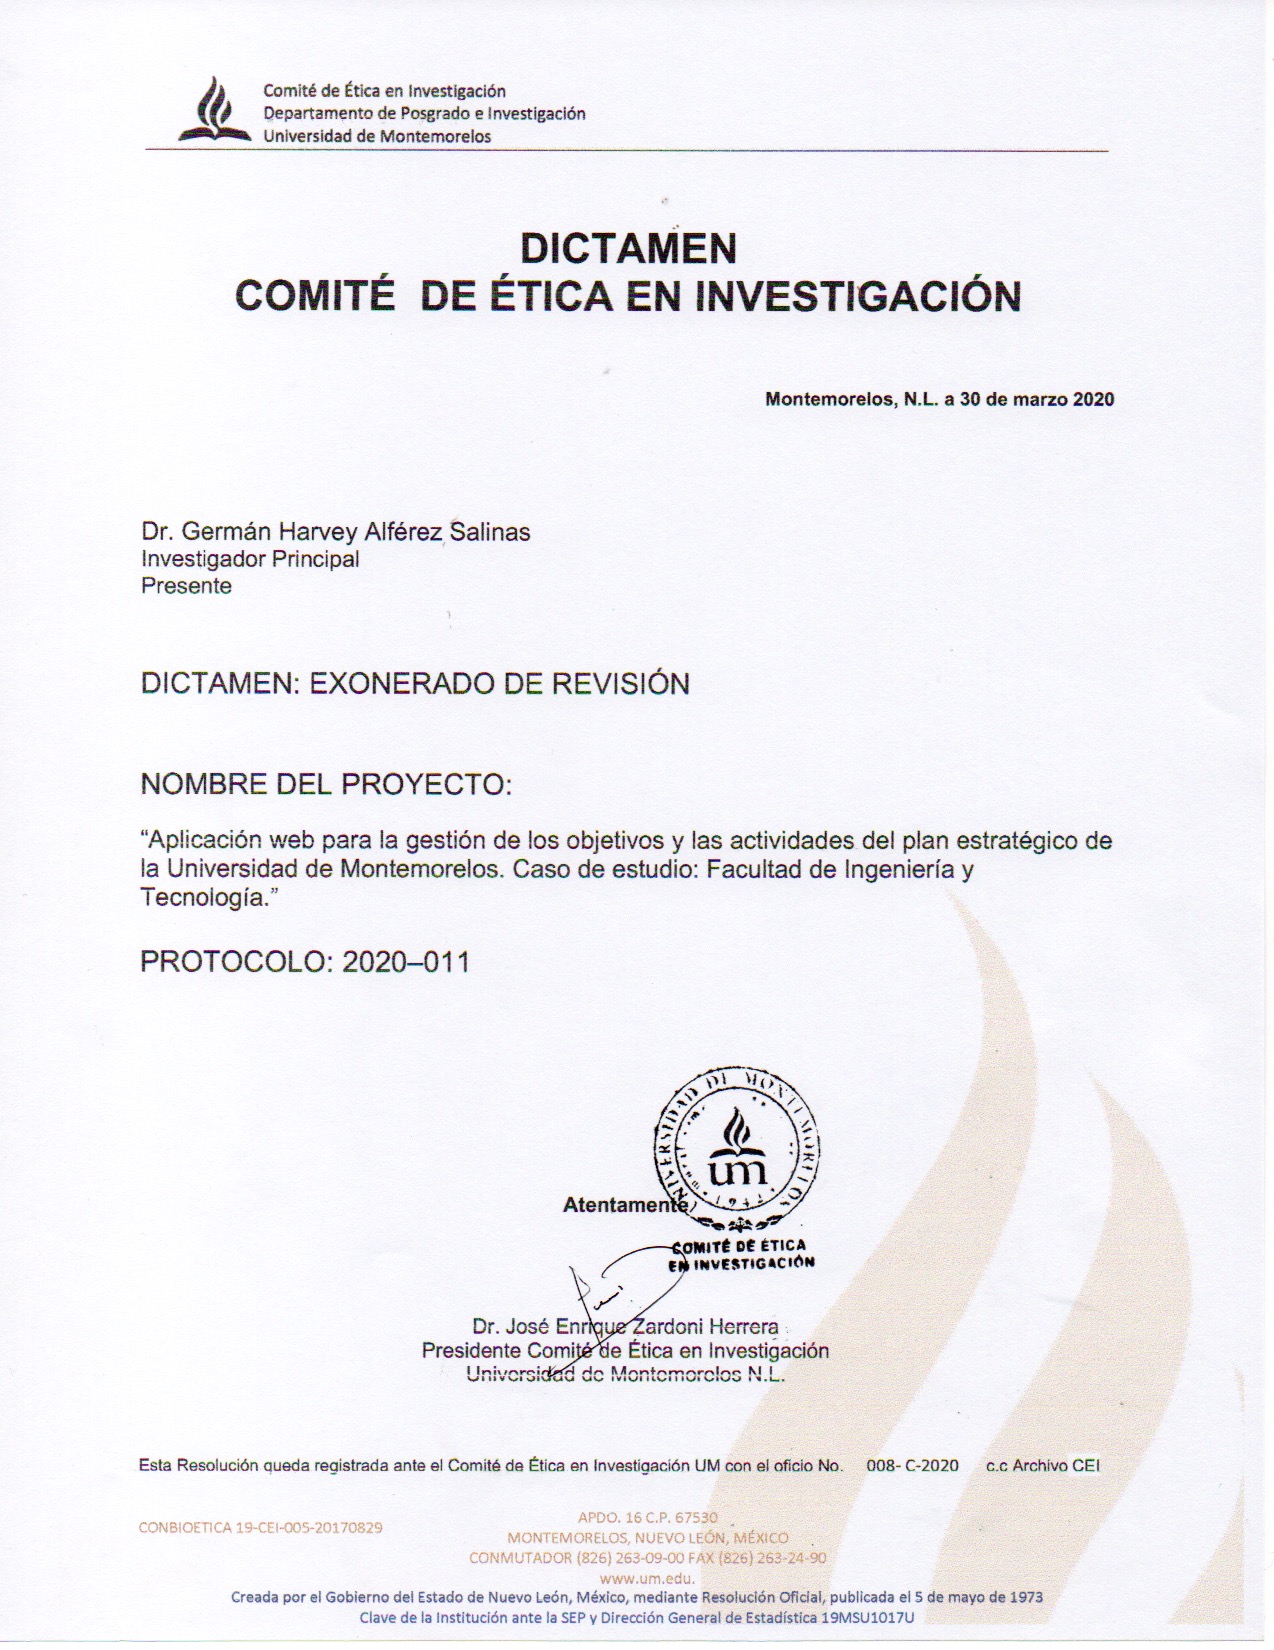 Comité de Ética en Investigación
Departamento de Posgrado e Investigación
Universidad de Montemorelos
DICTAMEN
COMITÉ DE ÉTICA EN INVESTIGACIÓN
Montemorelos, N.L. a 30 de marzo 2020
Dr. Germán Harvey Alférez Salinas
Investigador Principal
Presente
DICTAMEN: EXONERADO DE REVISIÓN
NOMBRE DEL PROYECTO:
“Aplicación web para la gestión de los objetivos y las actividades del plan estratégico de
la Universidad de Montemorelos. Caso de estudio: Facultad de Ingeniería y
Tecnología.”
PROTOCOLO: 2020–011
UNIVERSIDAD DE MONTEMORELOS
um
Atentamente
COMITÉ DE ÉTICA
EN INVESTIGACIÓN
Dr. José Enrique Zardoni Herrera
Presidente Comité de Ética en Investigación
Universidad de Montemorelos N.L.
Esta Resolución queda registrada ante el Comité de Ética en Investigación UM con el oficio No. 008- C-2020 c.c Archivo CEI
CONBIOETICA 19-CEI-005-20170829
APDO. 16 C.P. 67530
MONTEMORELOS, NUEVO LEÓN, MÉXICO
CONMUTADOR (826) 263-09-00 FAX (826) 263-24-90
www.um.edu.
Creada por el Gobierno del Estado de Nuevo León, México, mediante Resolución Oficial, publicada el 5 de mayo de 1973
Clave de la Institución ante la SEP y Dirección General de Estadística 19MSU1017U